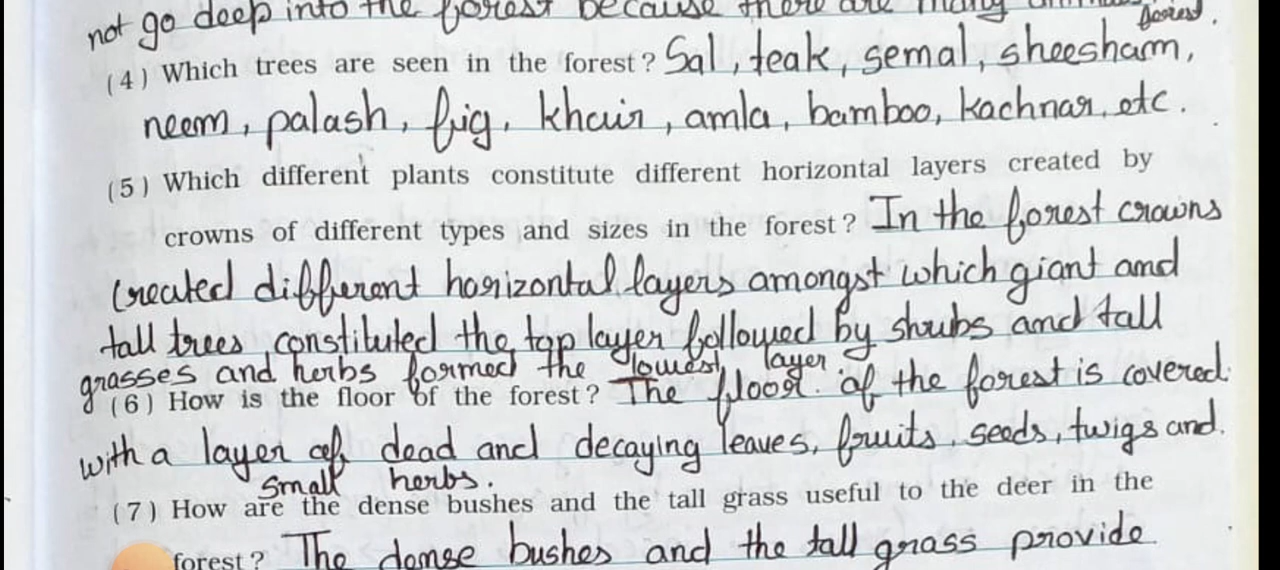 not go deep into the forest because there are many
forest.
(4) Which trees are seen in the forest? Sal, teak, semal, sheesham,
neem, palash, fig, khair, amla, bamboo, kachnar, etc.
(5) Which different plants constitute different horizontal layers created by
crowns of different types and sizes in the forest? In the forest crowns
created different horizontal layers amongst which giant and
tall trees constituted the top layer followed by shrubs and tall
grasses and herbs formed the lowest layer
(6) How is the floor of the forest? The floor of the forest is covered
with a layer of dead and decaying leaves, fruits, seeds, twigs and
small herbs.
(7) How are the dense bushes and the tall grass useful to the deer in the
forest? The dense bushes and the tall grass provide